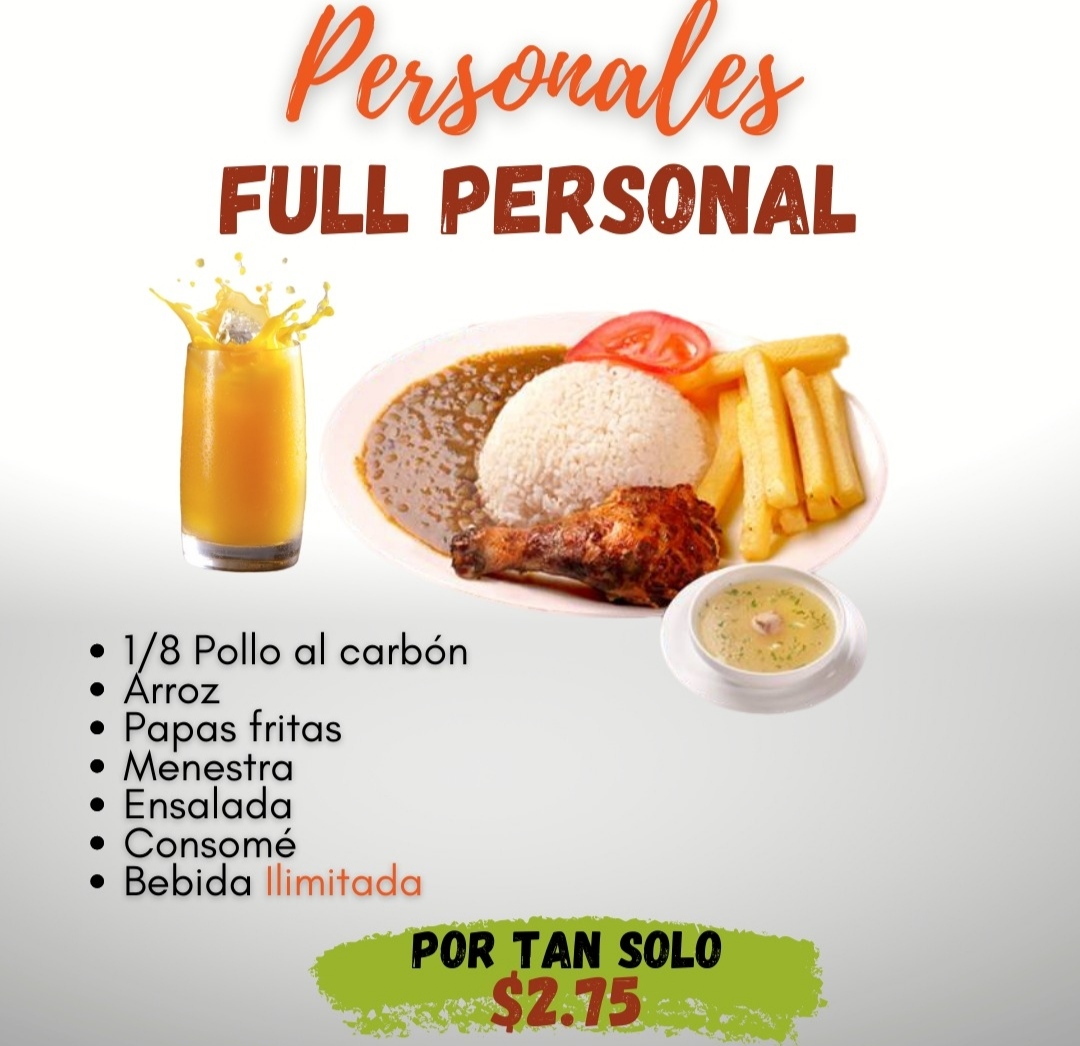 Personales
FULL PERSONAL
• 1/8 Pollo al carbón
• Arroz
• Papas fritas
• Menestra
• Ensalada
• Consomé
• Bebida Ilimitada
POR TAN SOLO
$2.75